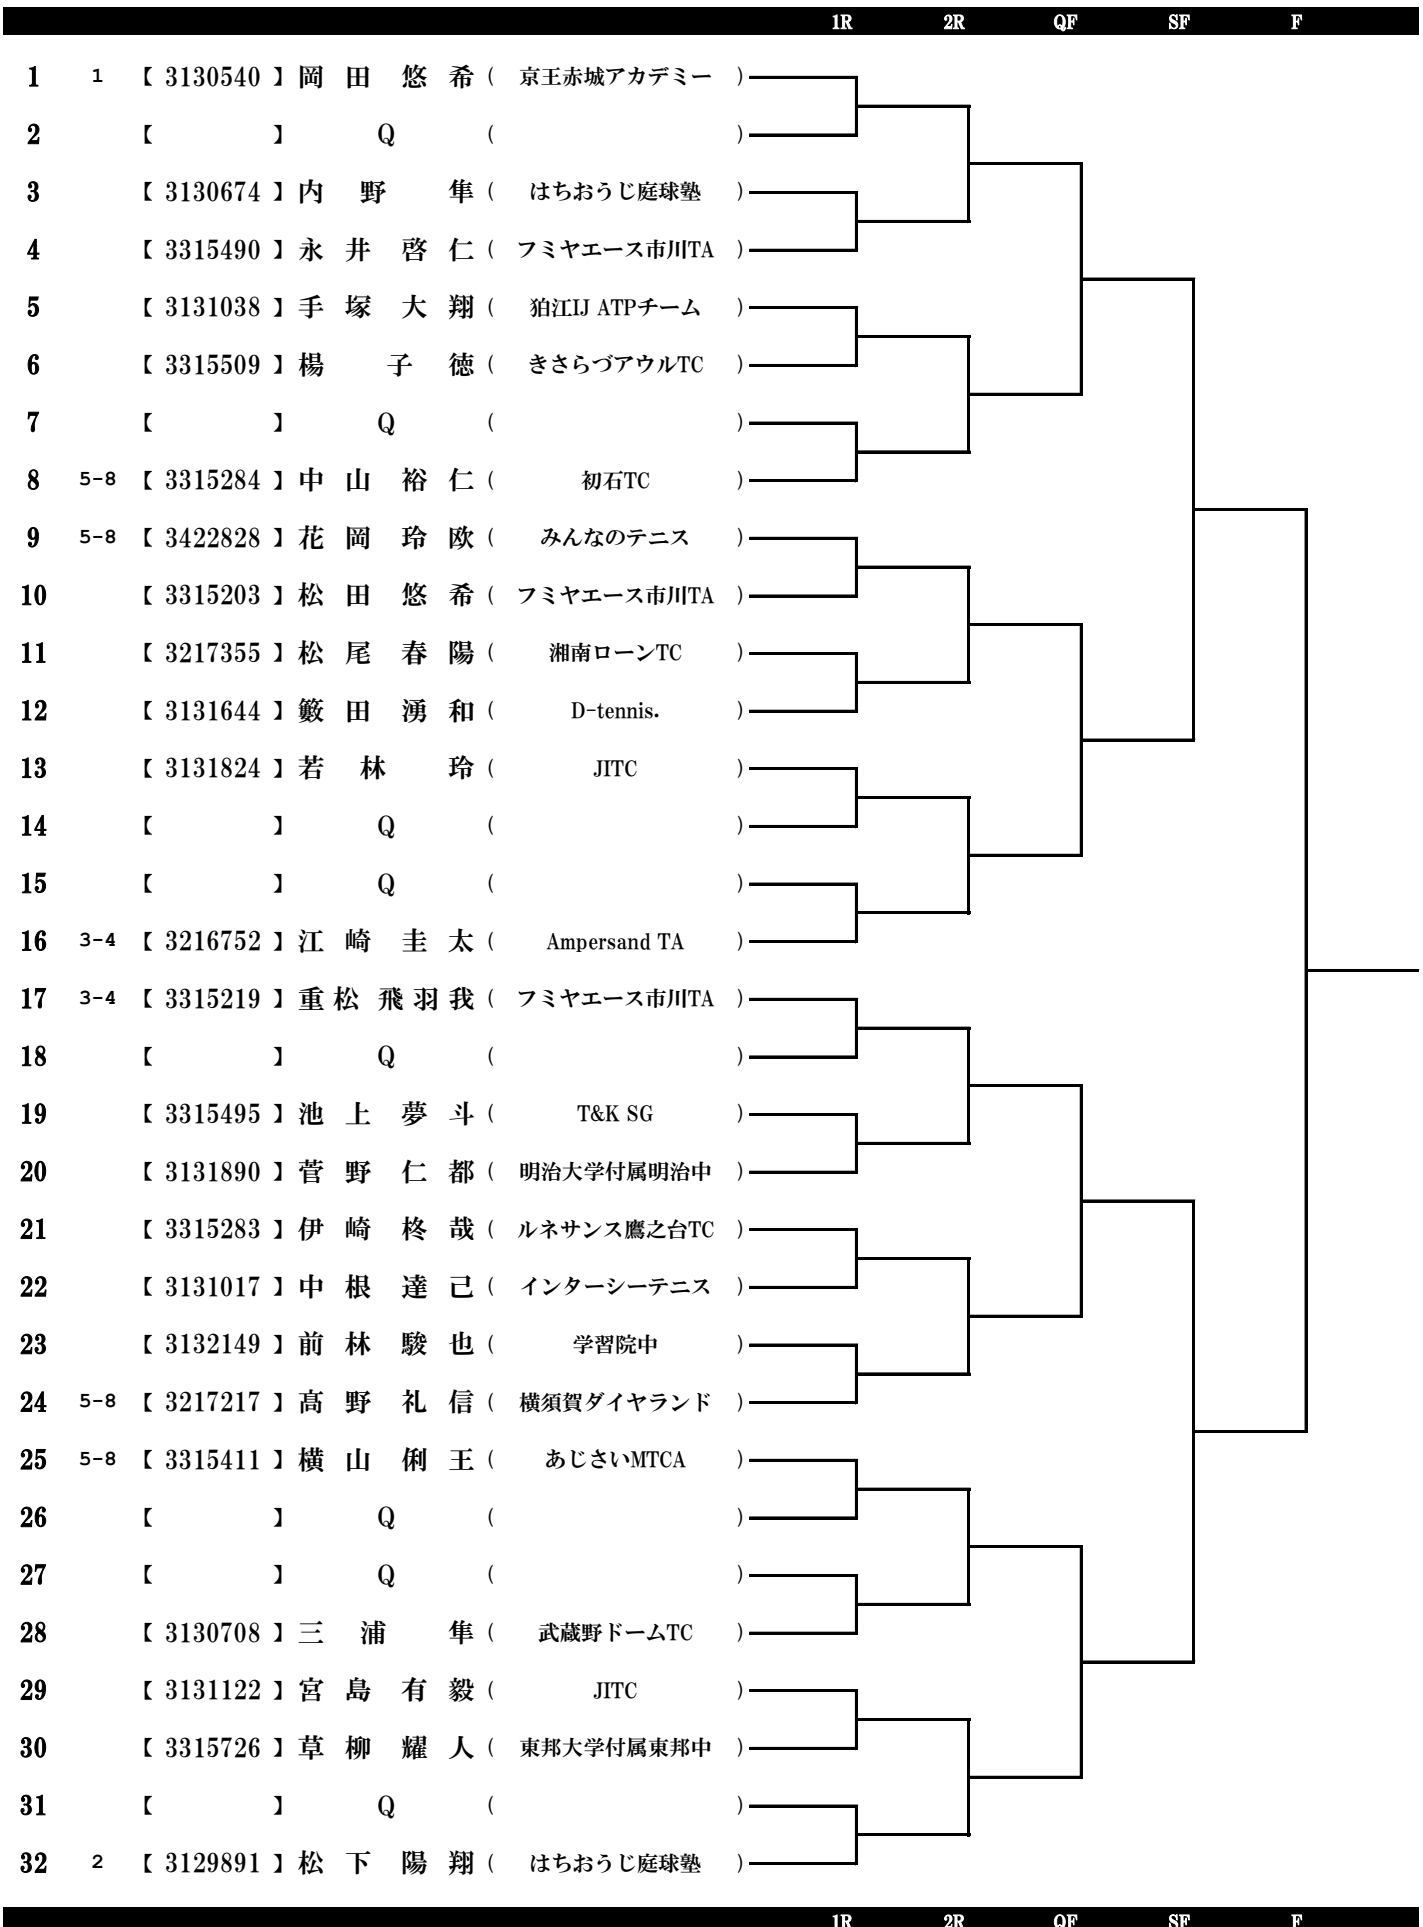 1R 2R QF SF F
1 1 【 3130540 】 岡 田 悠 希 ( 京王赤城アカデミー )
2 【 】 Q ( )
3 【 3130674 】 内 野 隼 ( はちおうじ庭球塾 )
4 【 3315490 】 永 井 啓 仁 ( フミヤエース市川TA )
5 【 3131038 】 手 塚 大 翔 ( 狛江IJ ATPチーム )
6 【 3315509 】 楊 子 徳 ( きさらづアウルTC )
7 【 】 Q ( )
8 5-8 【 3315284 】 中 山 裕 仁 ( 初石TC )
9 5-8 【 3422828 】 花 岡 玲 欧 ( みんなのテニス )
10 【 3315203 】 松 田 悠 希 ( フミヤエース市川TA )
11 【 3217355 】 松 尾 春 陽 ( 湘南ローンTC )
12 【 3131644 】 籔 田 湧 和 ( D-tennis. )
13 【 3131824 】 若 林 玲 ( JITC )
14 【 】 Q ( )
15 【 】 Q ( )
16 3-4 【 3216752 】 江 崎 圭 太 ( Ampersand TA )
17 3-4 【 3315219 】 重 松 飛 羽 我 ( フミヤエース市川TA )
18 【 】 Q ( )
19 【 3315495 】 池 上 夢 斗 ( T&K SG )
20 【 3131890 】 菅 野 仁 都 ( 明治大学付属明治中 )
21 【 3315283 】 伊 崎 柊 哉 ( ルネサンス鷹之台TC )
22 【 3131017 】 中 根 達 己 ( インターシーテニス )
23 【 3132149 】 前 林 駿 也 ( 学習院中 )
24 5-8 【 3217217 】 髙 野 礼 信 ( 横須賀ダイヤランド )
25 5-8 【 3315411 】 横 山 俐 王 ( あじさいMTCA )
26 【 】 Q ( )
27 【 】 Q ( )
28 【 3130708 】 三 浦 隼 ( 武蔵野ドームTC )
29 【 3131122 】 宮 島 有 毅 ( JITC )
30 【 3315726 】 草 柳 耀 人 ( 東邦大学付属東邦中 )
31 【 】 Q ( )
32 2 【 3129891 】 松 下 陽 翔 ( はちおうじ庭球塾 )
1R 2R QF SF F